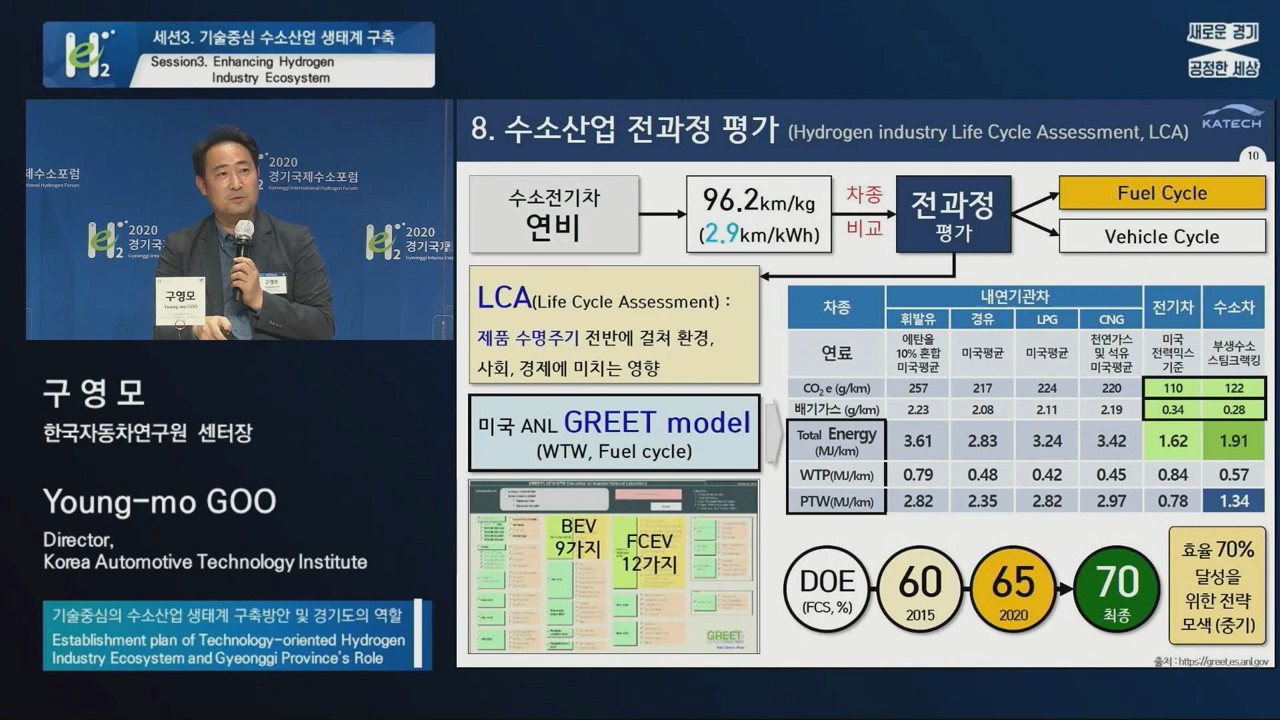 세션3. 기술중심 수소산업 생태계 구축
Session3. Enhancing Hydrogen
Industry Ecosystem
새로운 경기
공정한 세상
2020
경기국제수소포럼
Gyeonggi International Hydrogen Forum
2020
2020
구영모
Young-mo GOO
구영모
구영모
한국자동차연구원 센터장
Young-mo GOO
Director,
Korea Automotive Technology Institute
기술중심의 수소산업 생태계 구축방안 및 경기도의 역할
Establishment plan of Technology-oriented Hydrogen
Industry Ecosystem and Gyeonggi Province's Role
8. 수소산업 전과정 평가 (Hydrogen industry Life Cycle Assessment, LCA)
KATECH
10
수소전기차
연비
96.2km/kg
(2.9km/kWh)
차종
비교
전과정
평가
Fuel Cycle
Vehicle Cycle
LCA(Life Cycle Assessment) :
제품 수명주기 전반에 걸쳐 환경,
사회, 경제에 미치는 영향
미국 ANL GREET model
(WTW, Fuel cycle)
BEV
9가지
FCEV
12가지
GREET
차종 내연기관차 전기차 수소차
휘발유 경유 LPG CNG
연료 에탄올 10% 혼합 미국평균 미국평균 미국평균 천연가스 및 석유 미국평균 미국 전력믹스 기준 부생수소 스팀크랙킹
CO2 e (g/km) 257 217 224 220 110 122
배기가스 (g/km) 2.23 2.08 2.11 2.19 0.34 0.28
Total Energy (MJ/km) 3.61 2.83 3.24 3.42 1.62 1.91
WTP(MJ/km) 0.79 0.48 0.42 0.45 0.84 0.57
PTW(MJ/km) 2.82 2.35 2.82 2.97 0.78 1.34
DOE
(FCS, %)
60
2015
65
2020
70
최종
효율 70%
달성을
위한 전략
모색 (중기)
출처 : https://greet.es.anl.gov